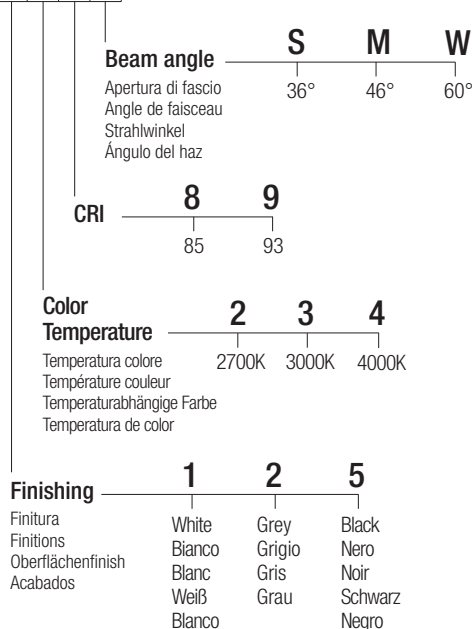 S M W
Beam angle
36° 46° 60°
Apertura di fascio
Angle de faisceau
Strahlwinkel
Ángulo del haz
8 9
CRI
85 93
Color
Temperature
2 3 4
2700K 3000K 4000K
Temperatura colore
Température couleur
Temperaturabhängige Farbe
Temperatura de color
1 2 5
Finishing
Finitura
Finitions
Oberflächenfinish
Acabados
White Grey Black
Bianco Grigio Nero
Blanc Gris Noir
Weiß Grau Schwarz
Blanco Negro